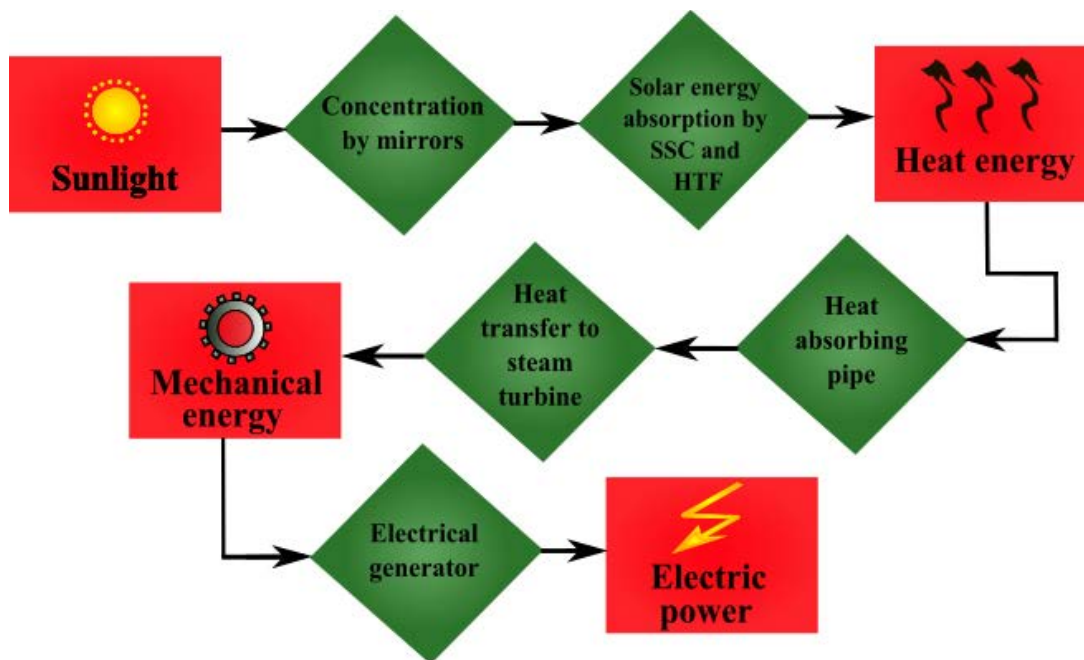 Sunlight
Concentration
by mirrors
Solar energy
absorption by
SSC and
HTF
Heat energy
Heat
absorbing
pipe
Heat
transfer to
steam
turbine
Mechanical
energy
Electrical
generator
Electric
power